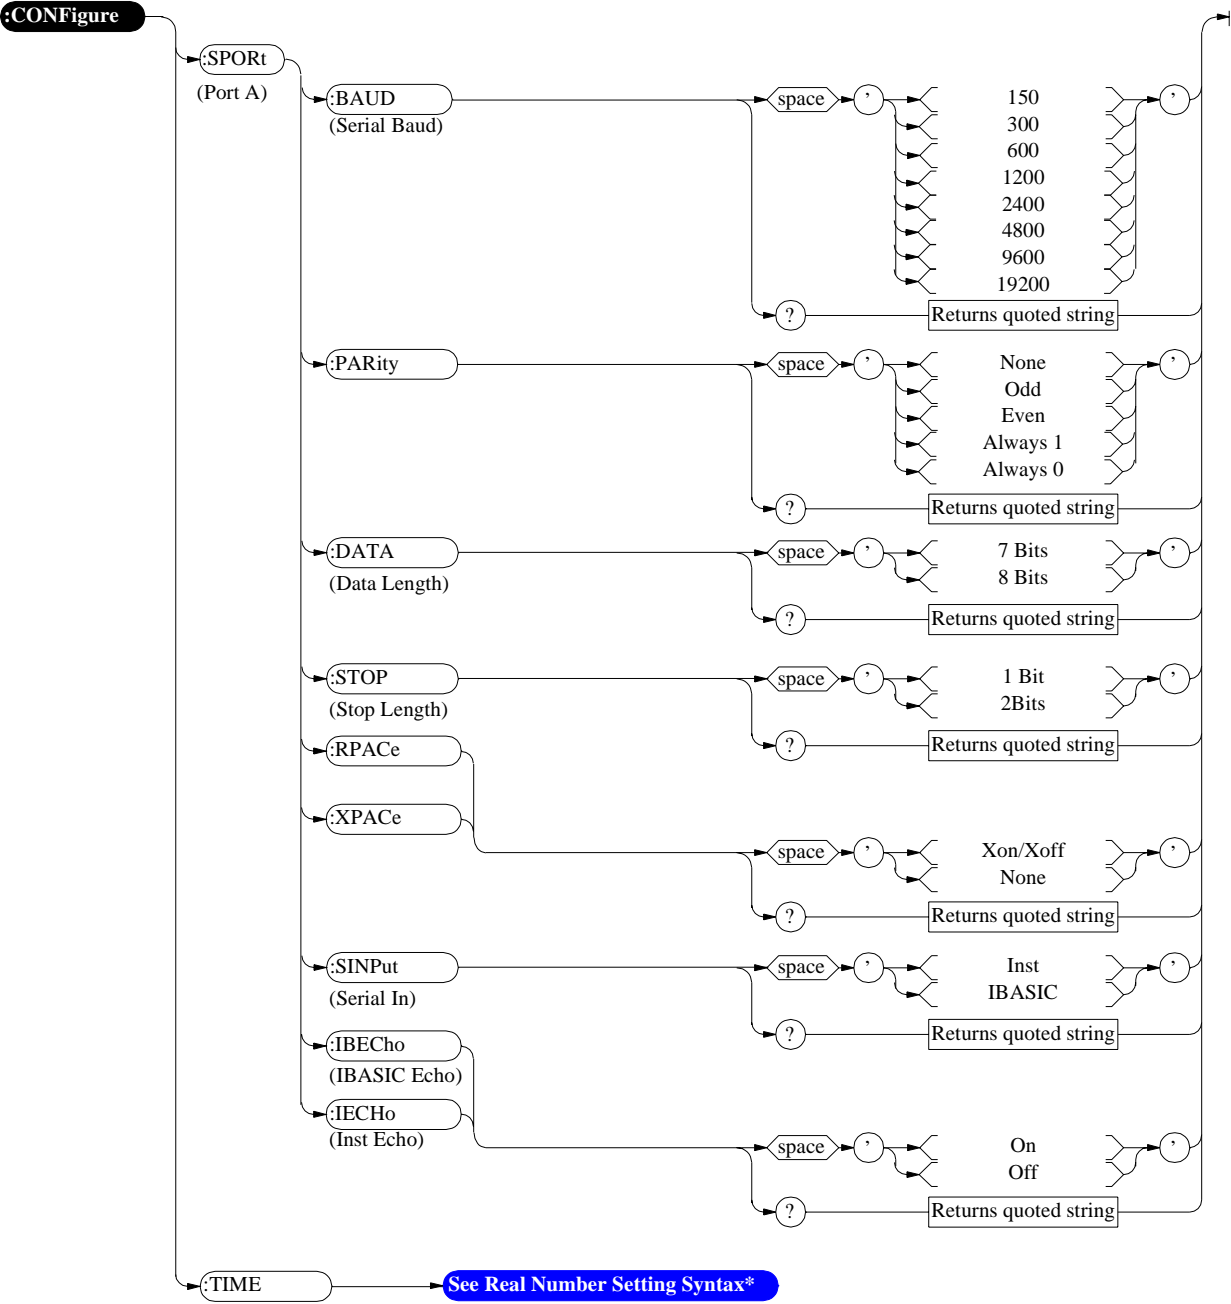 :CONFigure
:SPORt
(Port A)
:BAUD
(Serial Baud)
space ’ 150 ’
300
600
1200
2400
4800
9600
19200
? Returns quoted string
:PARity
space ’ None ’
Odd
Even
Always 1
Always 0
? Returns quoted string
:DATA
(Data Length)
space ’ 7 Bits ’
8 Bits
? Returns quoted string
:STOP
(Stop Length)
space ’ 1 Bit ’
2Bits
? Returns quoted string
:RPACe
:XPACe
space ’ Xon/Xoff ’
None
? Returns quoted string
:SINPut
(Serial In)
space ’ Inst ’
IBASIC
? Returns quoted string
:IBECho
(IBASIC Echo)
:IECHo
(Inst Echo)
space ’ On ’
Off
? Returns quoted string
:TIME
See Real Number Setting Syntax*